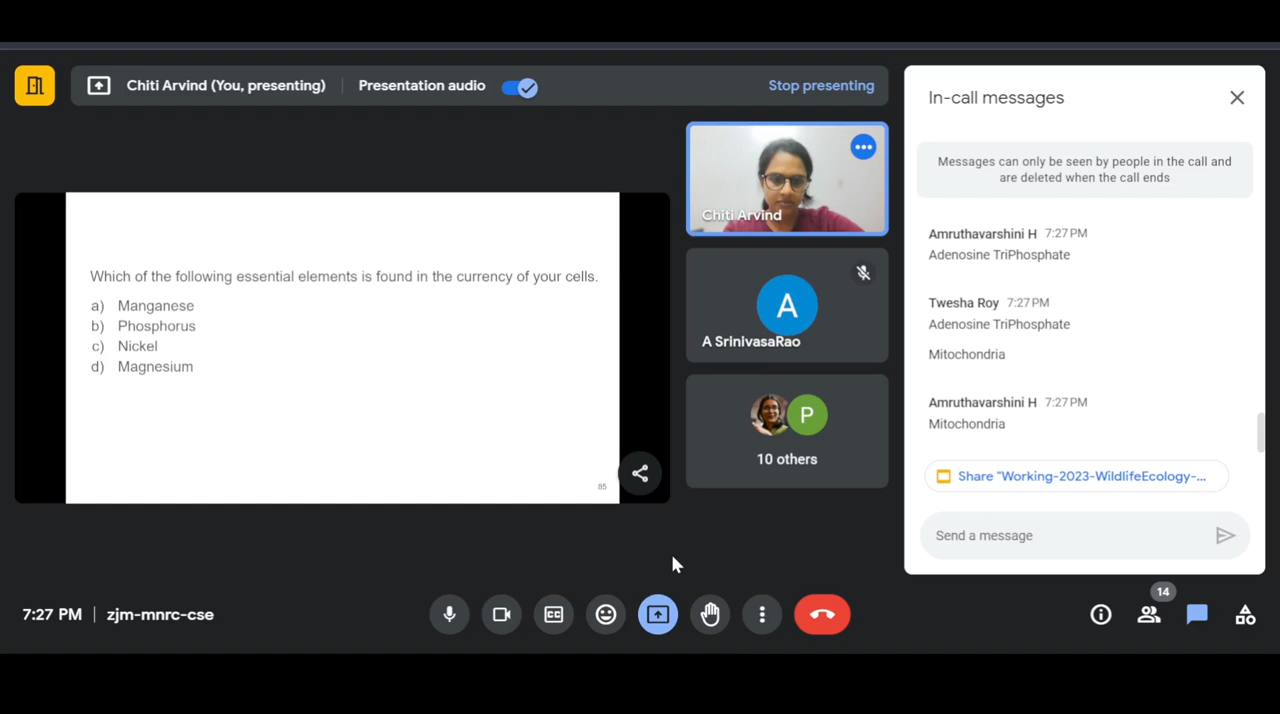 Chiti Arvind (You, presenting)
Presentation audio
Stop presenting
Which of the following essential elements is found in the currency of your cells.
a) Manganese
b) Phosphorus
c) Nickel
d) Magnesium
85
Chiti Arvind
A
A SrinivasaRao
P
10 others
In-call messages
Messages can only be seen by people in the call and
are deleted when the call ends
Amruthavarshini H 7:27 PM
Adenosine TriPhosphate
Twesha Roy 7:27 PM
Adenosine TriPhosphate
Mitochondria
Amruthavarshini H 7:27 PM
Mitochondria
Share "Working-2023-WildlifeEcology-...
Send a message
7:27 PM | zjm-mnrc-cse
CC
14